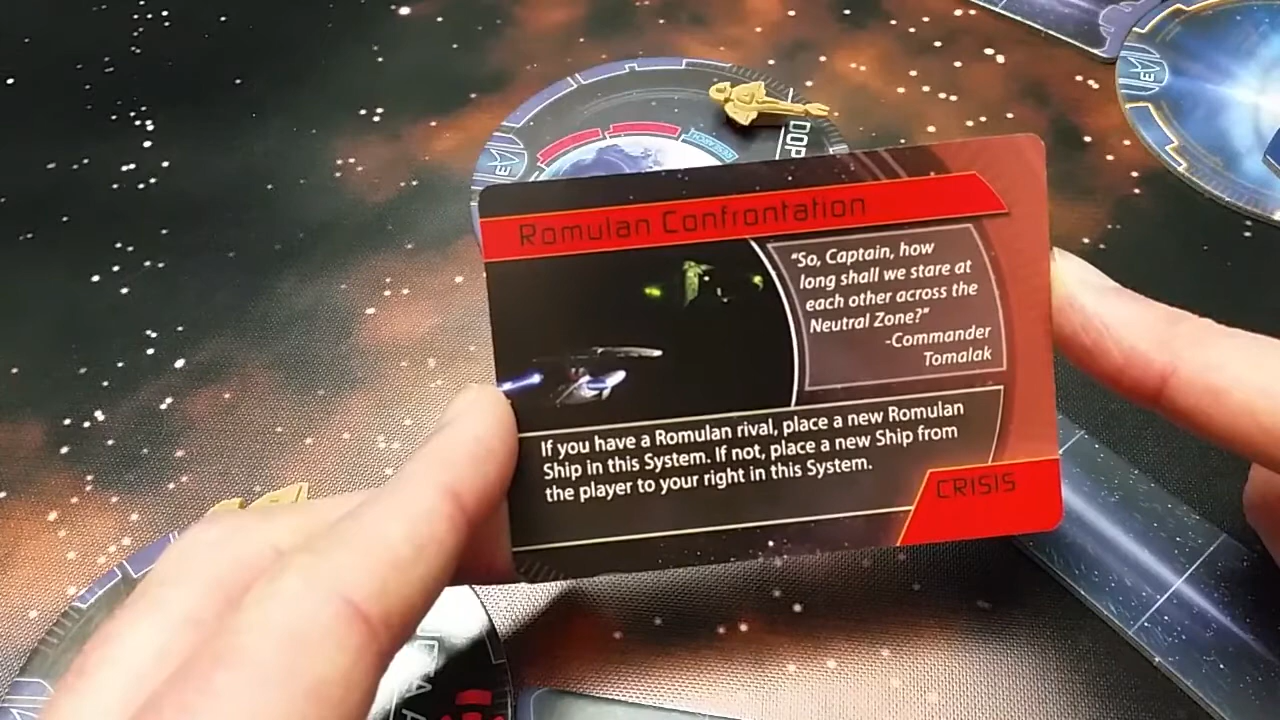 DOP
RESEARCH
Romulan Confrontation
"So, Captain, how
long shall we stare at
each other across the
Neutral Zone?"
-Commander
Tomalak
If you have a Romulan rival, place a new Romulan
Ship in this System. If not, place a new Ship from
the player to your right in this System.
CRISIS